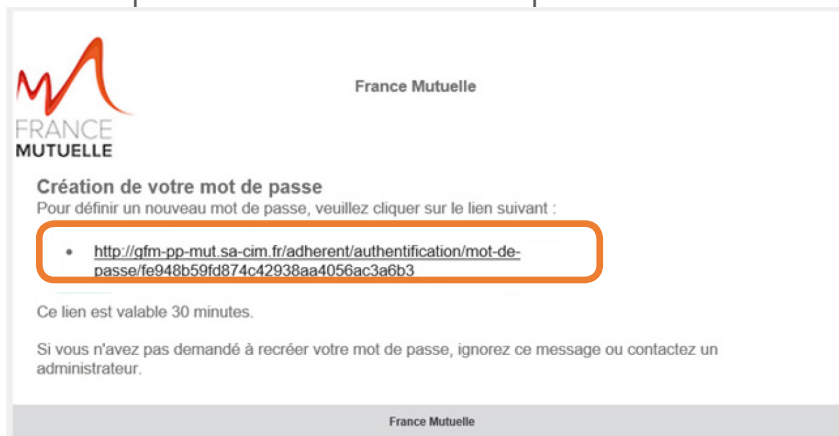 France Mutuelle
FRANCE
MUTUELLE
Création de votre mot de passe
Pour définir un nouveau mot de passe, veuillez cliquer sur le lien suivant :
• http://gfm-pp-mut.sa-cim.fr/adherent/authentification/mot-de-
passe/fe948b59fd874c42938aa4056ac3a6b3
Ce lien est valable 30 minutes.
Si vous n'avez pas demandé à recréer votre mot de passe, ignorez ce message ou contactez un
administrateur.
France Mutuelle